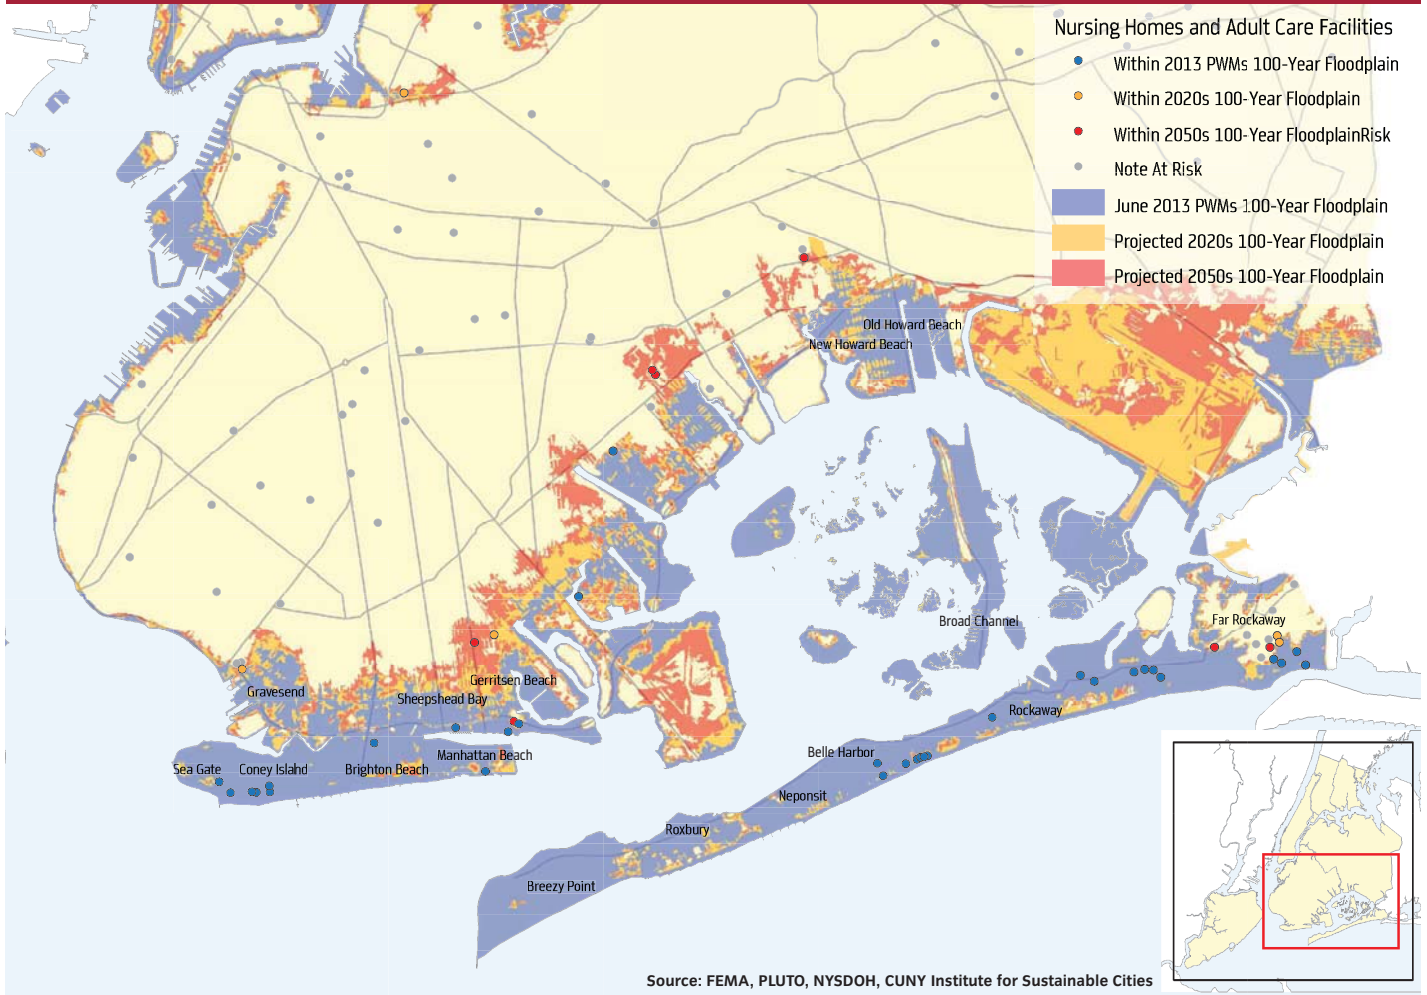 Nursing Homes and Adult Care Facilities
Within 2013 PWMs 100-Year Floodplain
Within 2020s 100-Year Floodplain
Within 2050s 100-Year FloodplainRisk
Note At Risk
June 2013 PWMs 100-Year Floodplain
Projected 2020s 100-Year Floodplain
Projected 2050s 100-Year Floodplain
Old Howard Beach
New Howard Beach
Broad Channel
Far Rockaway
Gerritsen Beach
Gravesend
Sheepshead Bay
Rockaway
Belle Harbor
Manhattan Beach
Sea Gate
Coney Island
Brighton Beach
Neponsit
Roxbury
Breezy Point
Source: FEMA, PLUTO, NYSDOH, CUNY Institute for Sustainable Cities